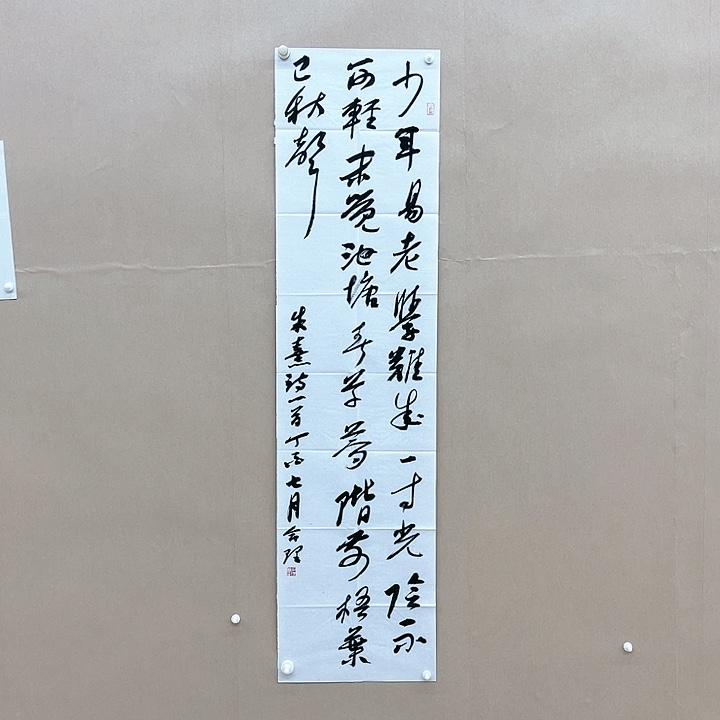 少年易老學難成一寸光陰不
可輕未覺池塘春草夢階前梧葉
已秋聲
朱熹詩一首丁酉七月